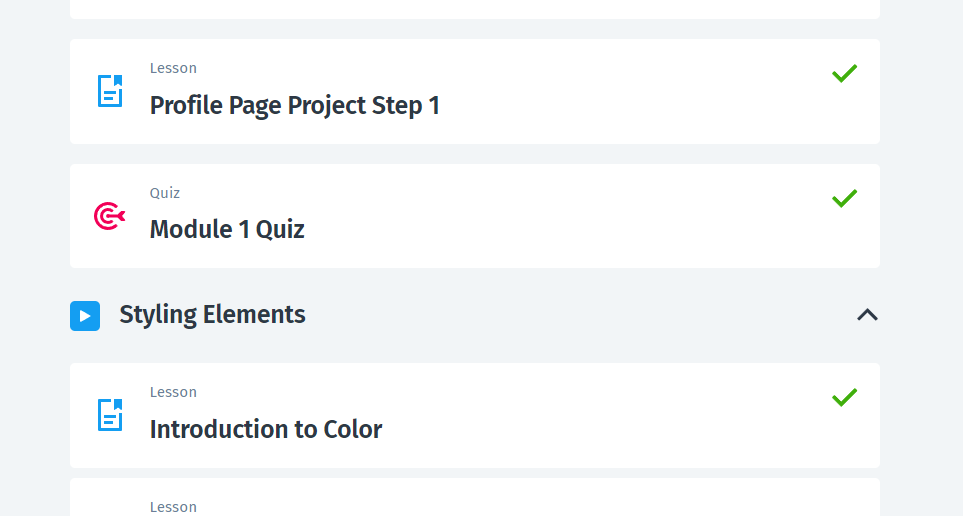 Lesson
Profile Page Project Step 1
Quiz
Module 1 Quiz
Styling Elements
Lesson
Introduction to Color
Lesson